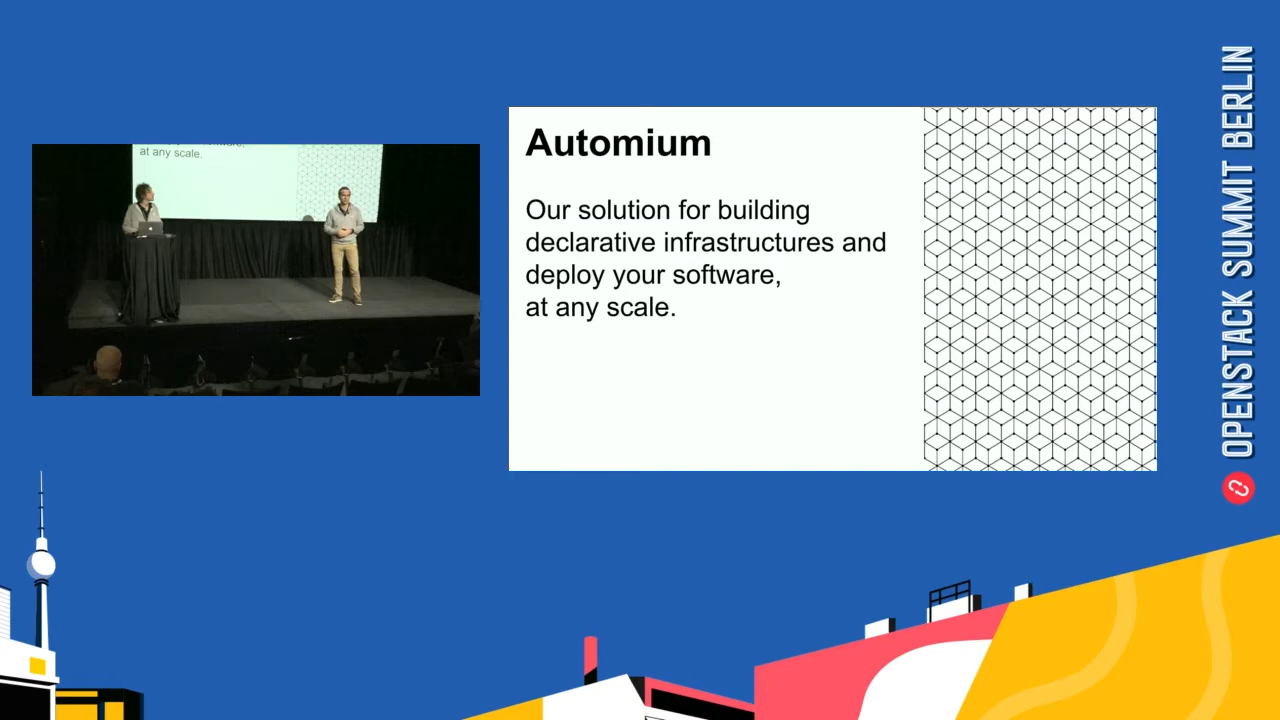 at any scale.
Automium
Our solution for building
declarative infrastructures and
deploy your software,
at any scale.
OPENSTACK SUMMIT BERLIN